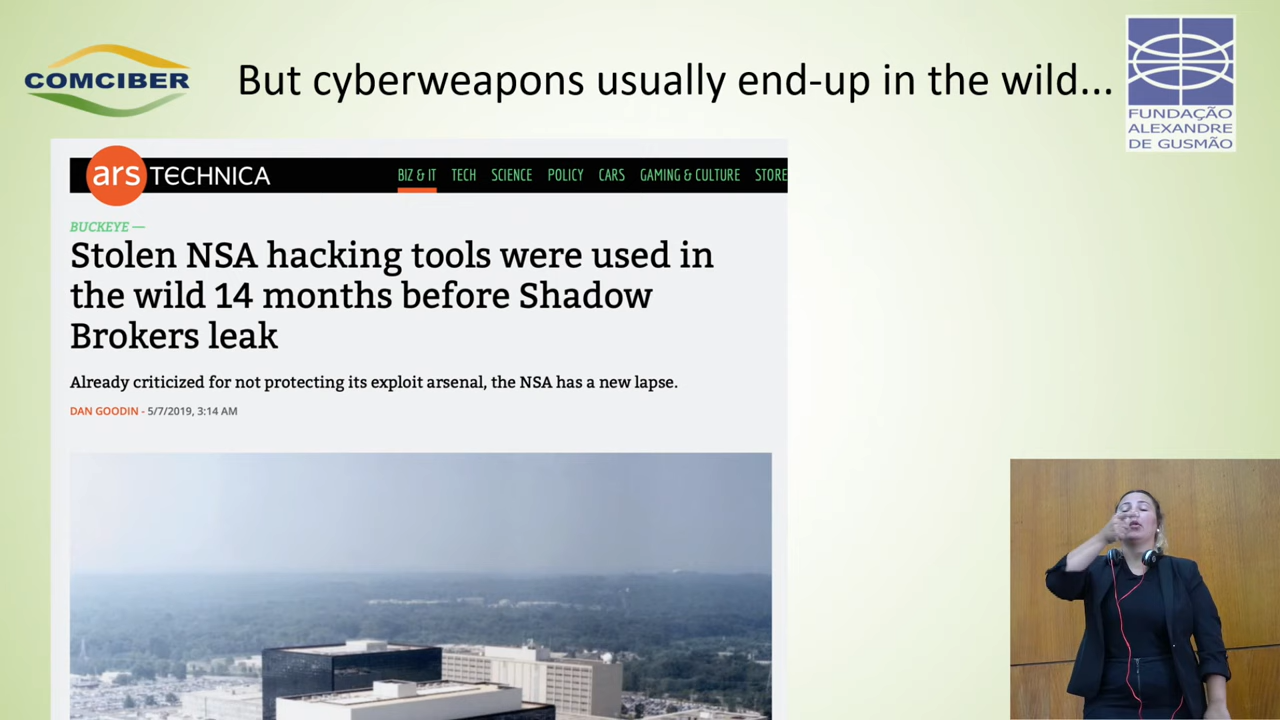 COMCIBER
But cyberweapons usually end-up in the wild...
FUNDAÇÃO
ALEXANDRE
DE GUSMÃO
ars TECHNICA
BIZ & IT TECH SCIENCE POLICY CARS GAMING & CULTURE STORE
BUCKEYE —
Stolen NSA hacking tools were used in
the wild 14 months before Shadow
Brokers leak
Already criticized for not protecting its exploit arsenal, the NSA has a new lapse.
DAN GOODIN - 5/7/2019, 3:14 AM